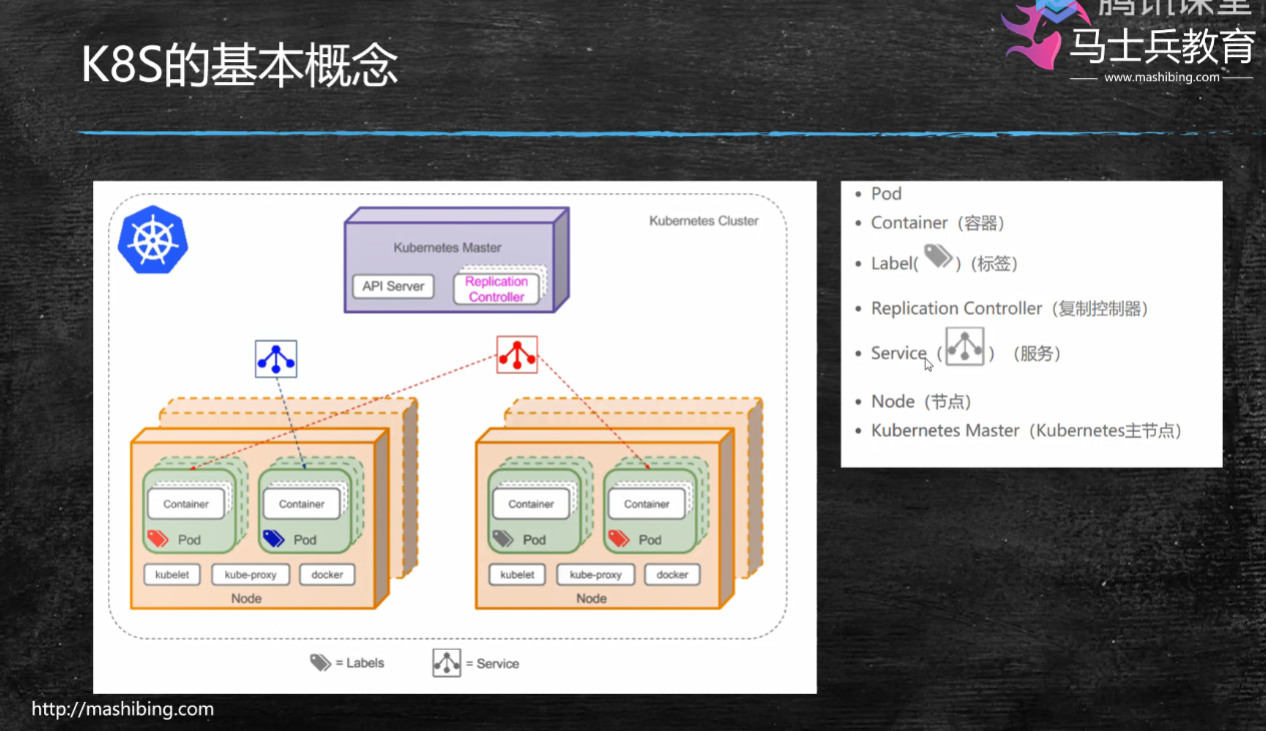 腾讯课堂
马士兵教育
www.mashibing.com
K8S的基本概念
Kubernetes Cluster
Kubernetes Master
API Server
Replication
Controller
Container
Pod
Container
Pod
kubelet
kube-proxy
docker
Node
Container
Pod
Container
Pod
kubelet
kube-proxy
docker
Node
= Labels
= Service
• Pod
• Container（容器）
• Label( )（标签）
• Replication Controller（复制控制器）
• Service（ ）（服务）
• Node（节点）
• Kubernetes Master（Kubernetes主节点）
http://mashibing.com